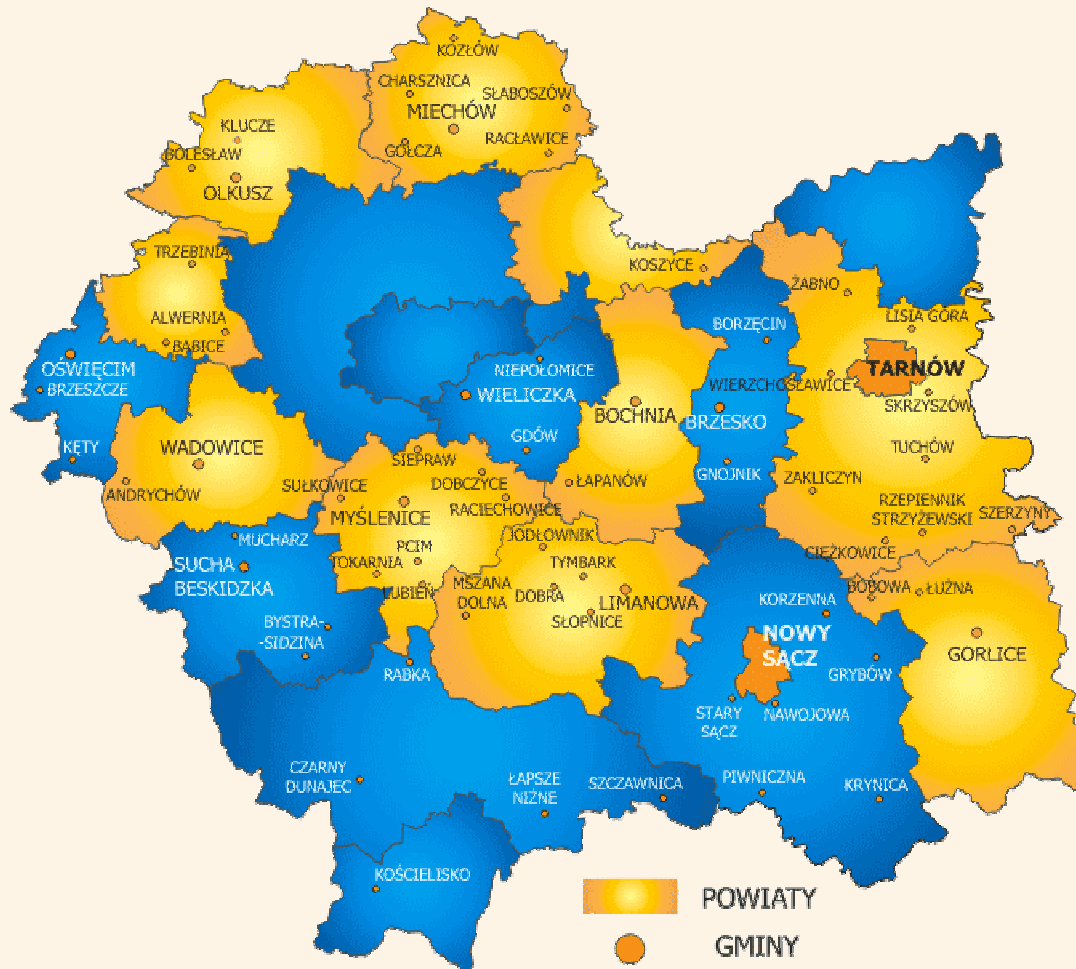 KOZŁÓW
CHARSZNICA
SŁABOSZÓW
MIECHÓW
KLUCZE
RACŁAWICE
GOŁCZA
BOLESŁAW
OLKUSZ
TRZEBINIA
KOSZYCE
ŻABNO
ALWERNIA
BABICE
BORZĘCIN
LISIA GÓRA
OŚWIĘCIM
BRZESZCZE
NIEPOŁOMICE
WIELICZKA
TARNÓW
WIERZCHOSŁAWICE
SKRZYSZÓW
BOCHNIA
BRZESKO
WADOWICE
KĘTY
GDÓW
TUCHÓW
SIEPRAW
GNOJNIK
ZAKLICZYN
ANDRYCHÓW
SUŁKOWICE
DOBCZYCE
ŁAPANÓW
RZEPIENNIK
STRZYŻEWSKI
SZERZYNY
MYŚLENICE
RACIECHOWICE
MUCHARZ
JODŁOWNIK
PCIM
CIĘŻKOWICE
SUCHA
BESKIDZKA
TOKARNIA
TYMBARK
MSZANA
DOLNA
LUBIEŃ
DOBRA
LIMANOWA
BOBOWA
ŁUŻNA
KORZENNA
SŁOPNICE
BYSTRA-
-SIDZINA
NOWY
SĄCZ
GORLICE
RABKA
GRYBÓW
STARY
SĄCZ
NAWOJOWA
CZARNY
DUNAJEC
ŁAPSZE
NIŻNE
SZCZAWNICA
PIWNICZNA
KRYNICA
KOŚCIELISKO
POWIATY
GMINY